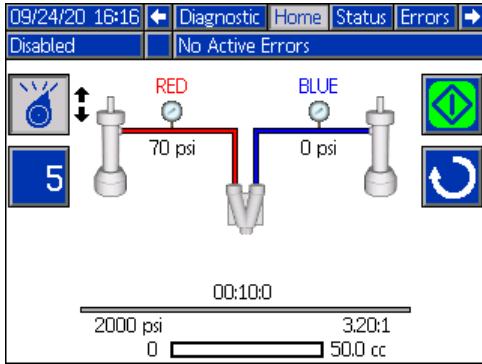 09/24/20 16:16 Diagnostic Home Status Errors
Disabled No Active Errors
RED BLUE
70 psi 0 psi
5
00:10:0
2000 psi 3.20:1
0 50.0 cc